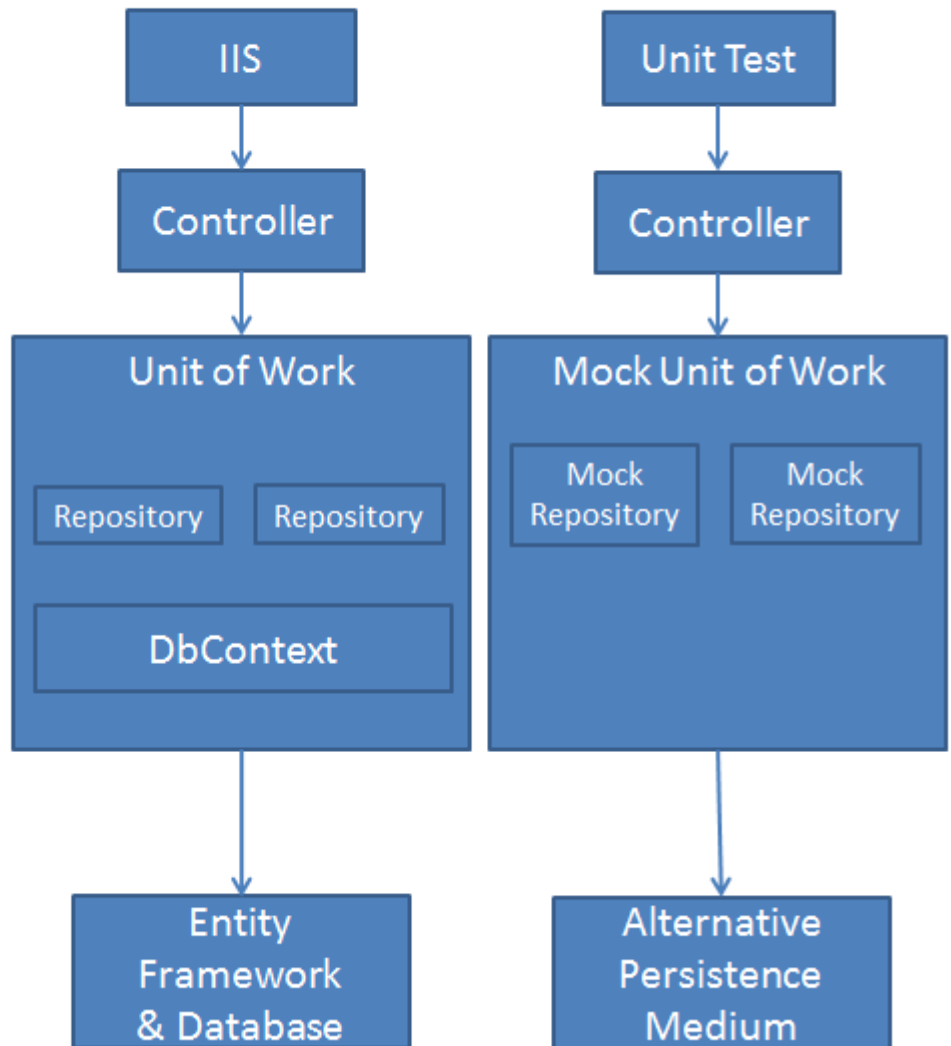 IIS
Controller
Unit of Work
Repository
Repository
DbContext
Entity
Framework
& Database
Unit Test
Controller
Mock Unit of Work
Mock
Repository
Mock
Repository
Alternative
Persistence
Medium